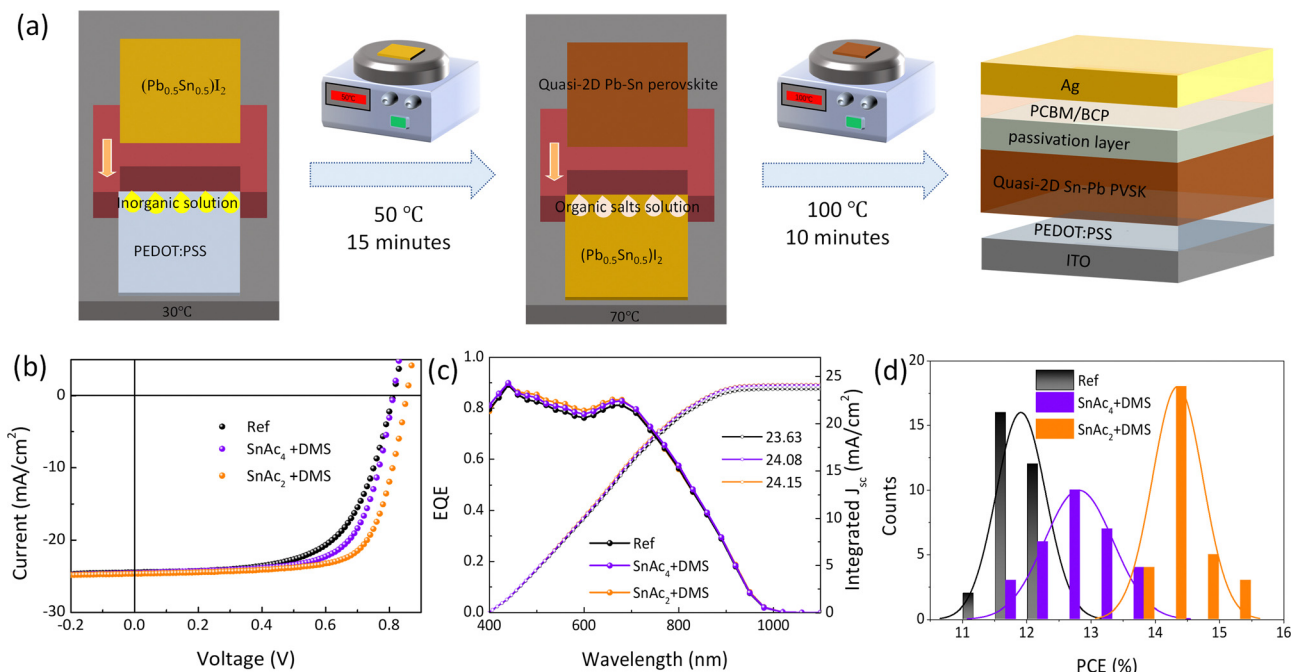 (a)
(Pb0.5Sn0.5)I2
Inorganic solution
PEDOT:PSS
30℃
50℃
50 ℃
15 minutes
Quasi-2D Pb-Sn perovskite
Organic salts solution
(Pb0.5Sn0.5)I2
70℃
100℃
100 ℃
10 minutes
Ag
PCBM/BCP
passivation layer
Quasi-2D Sn-Pb PVSK
PEDOT:PSS
ITO
(b)
Current (mA/cm2)
0
-10
-20
-30
Ref
SnAc4 +DMS
SnAc2 +DMS
-0.2
0.0
0.2
0.4
0.6
0.8
Voltage (V)
(c)
EQE
1.0
0.8
0.6
0.4
0.2
0.0
23.63
24.08
24.15
Ref
SnAc4+DMS
SnAc2+DMS
400
600
800
1000
Wavelength (nm)
25
20
15
10
5
0
Integrated Jsc (mA/cm2)
(d)
Counts
20
15
10
5
0
Ref
SnAc4+DMS
SnAc2+DMS
11
12
13
14
15
16
PCE (%)